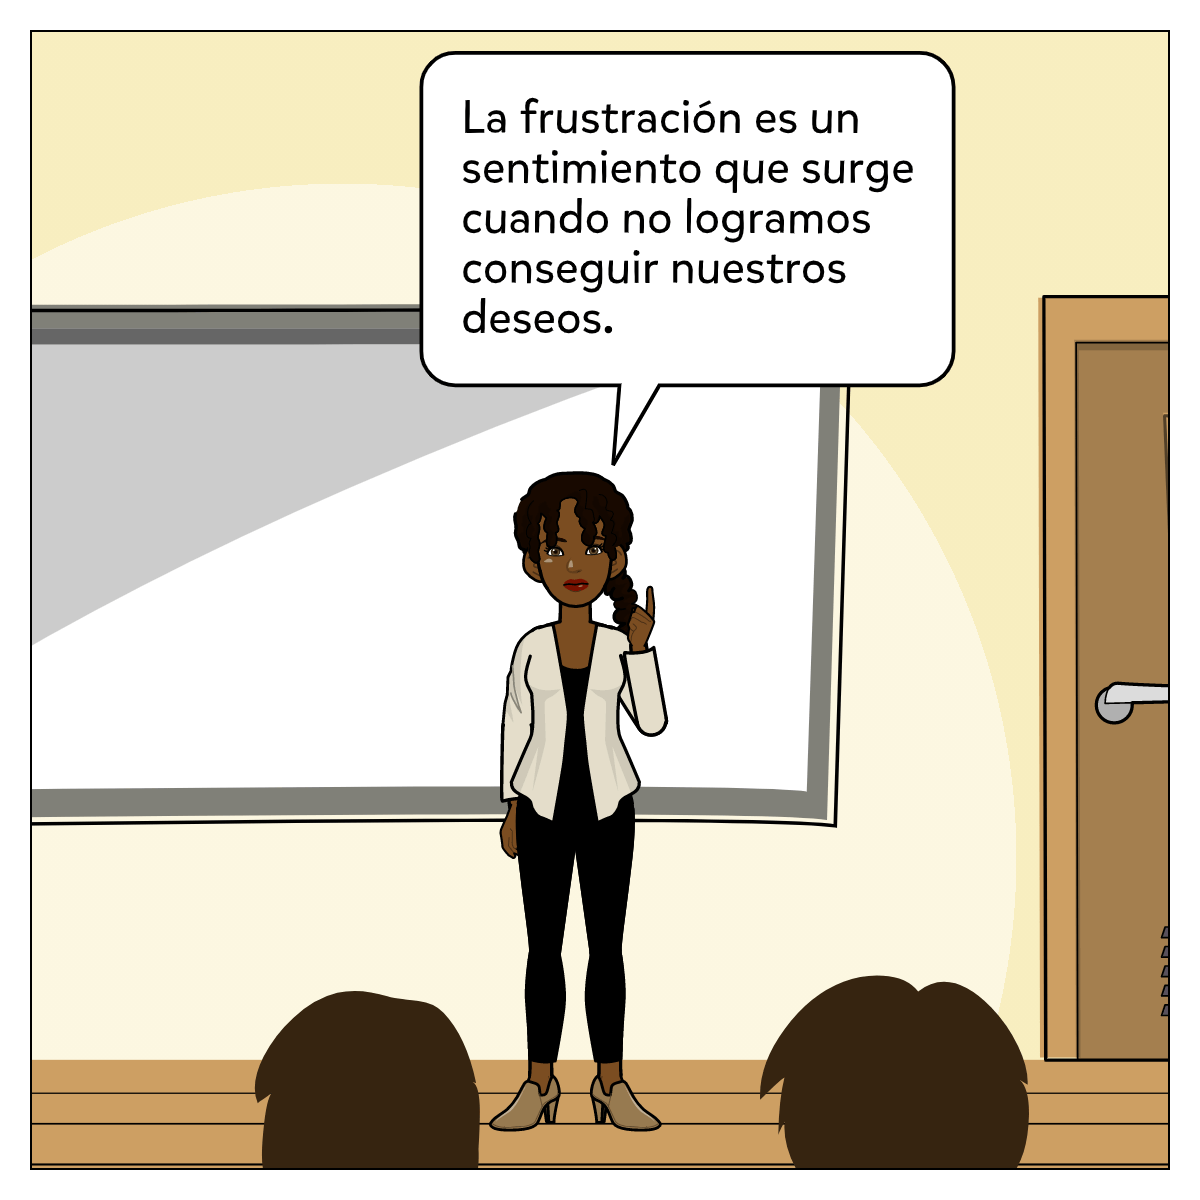 La frustración es un
sentimiento que surge
cuando no logramos
conseguir nuestros
deseos.